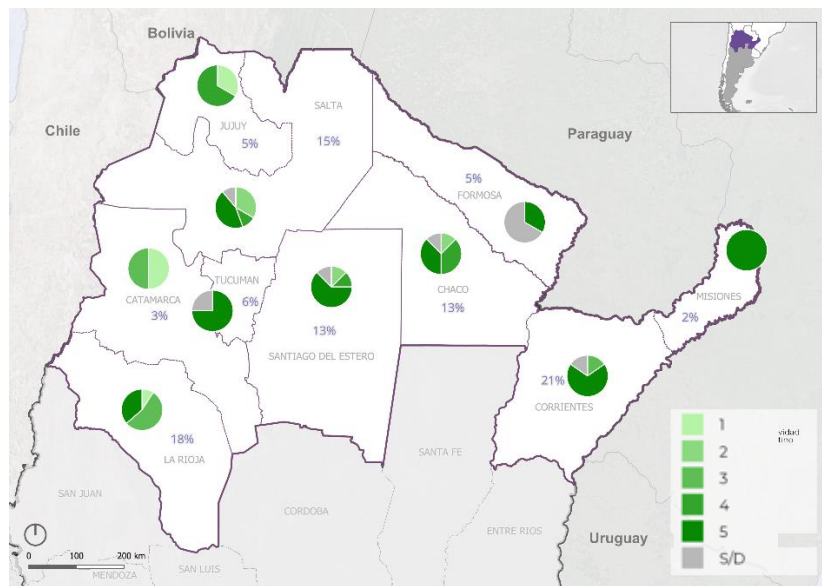 Bolivia
Chile
Paraguay
SALTA
JUJUY
5%
15%
5%
FORMOSA
CATAMARCA
3%
TUCUMAN
6%
13%
SANTIAGO DEL ESTERO
CHACO
13%
MISIONES
2%
21%
CORRIENTES
18%
LA RIOJA
SANTA FE
SAN JUAN
CORDOBA
ENTRE RIOS
Uruguay
MENDOZA
SAN LUIS
0 100 200 km
1
vidad
tino
2
3
4
5
S/D